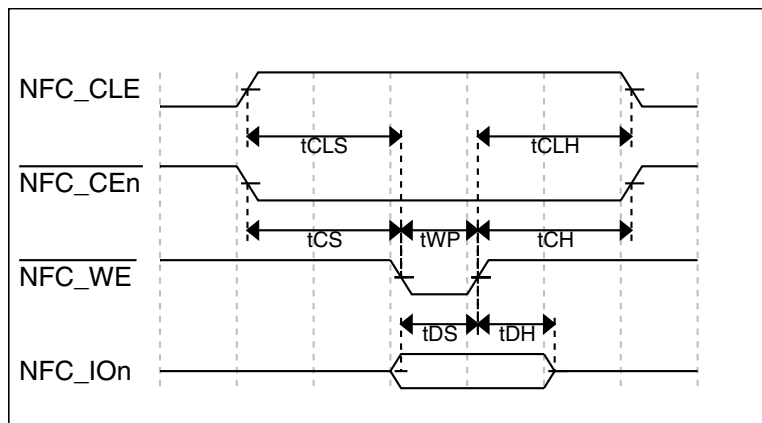 NFC_CLE
tCLS tCLH
NFC_CEn
tCS tWP tCH
NFC_WE
tDS tDH
NFC_IOn